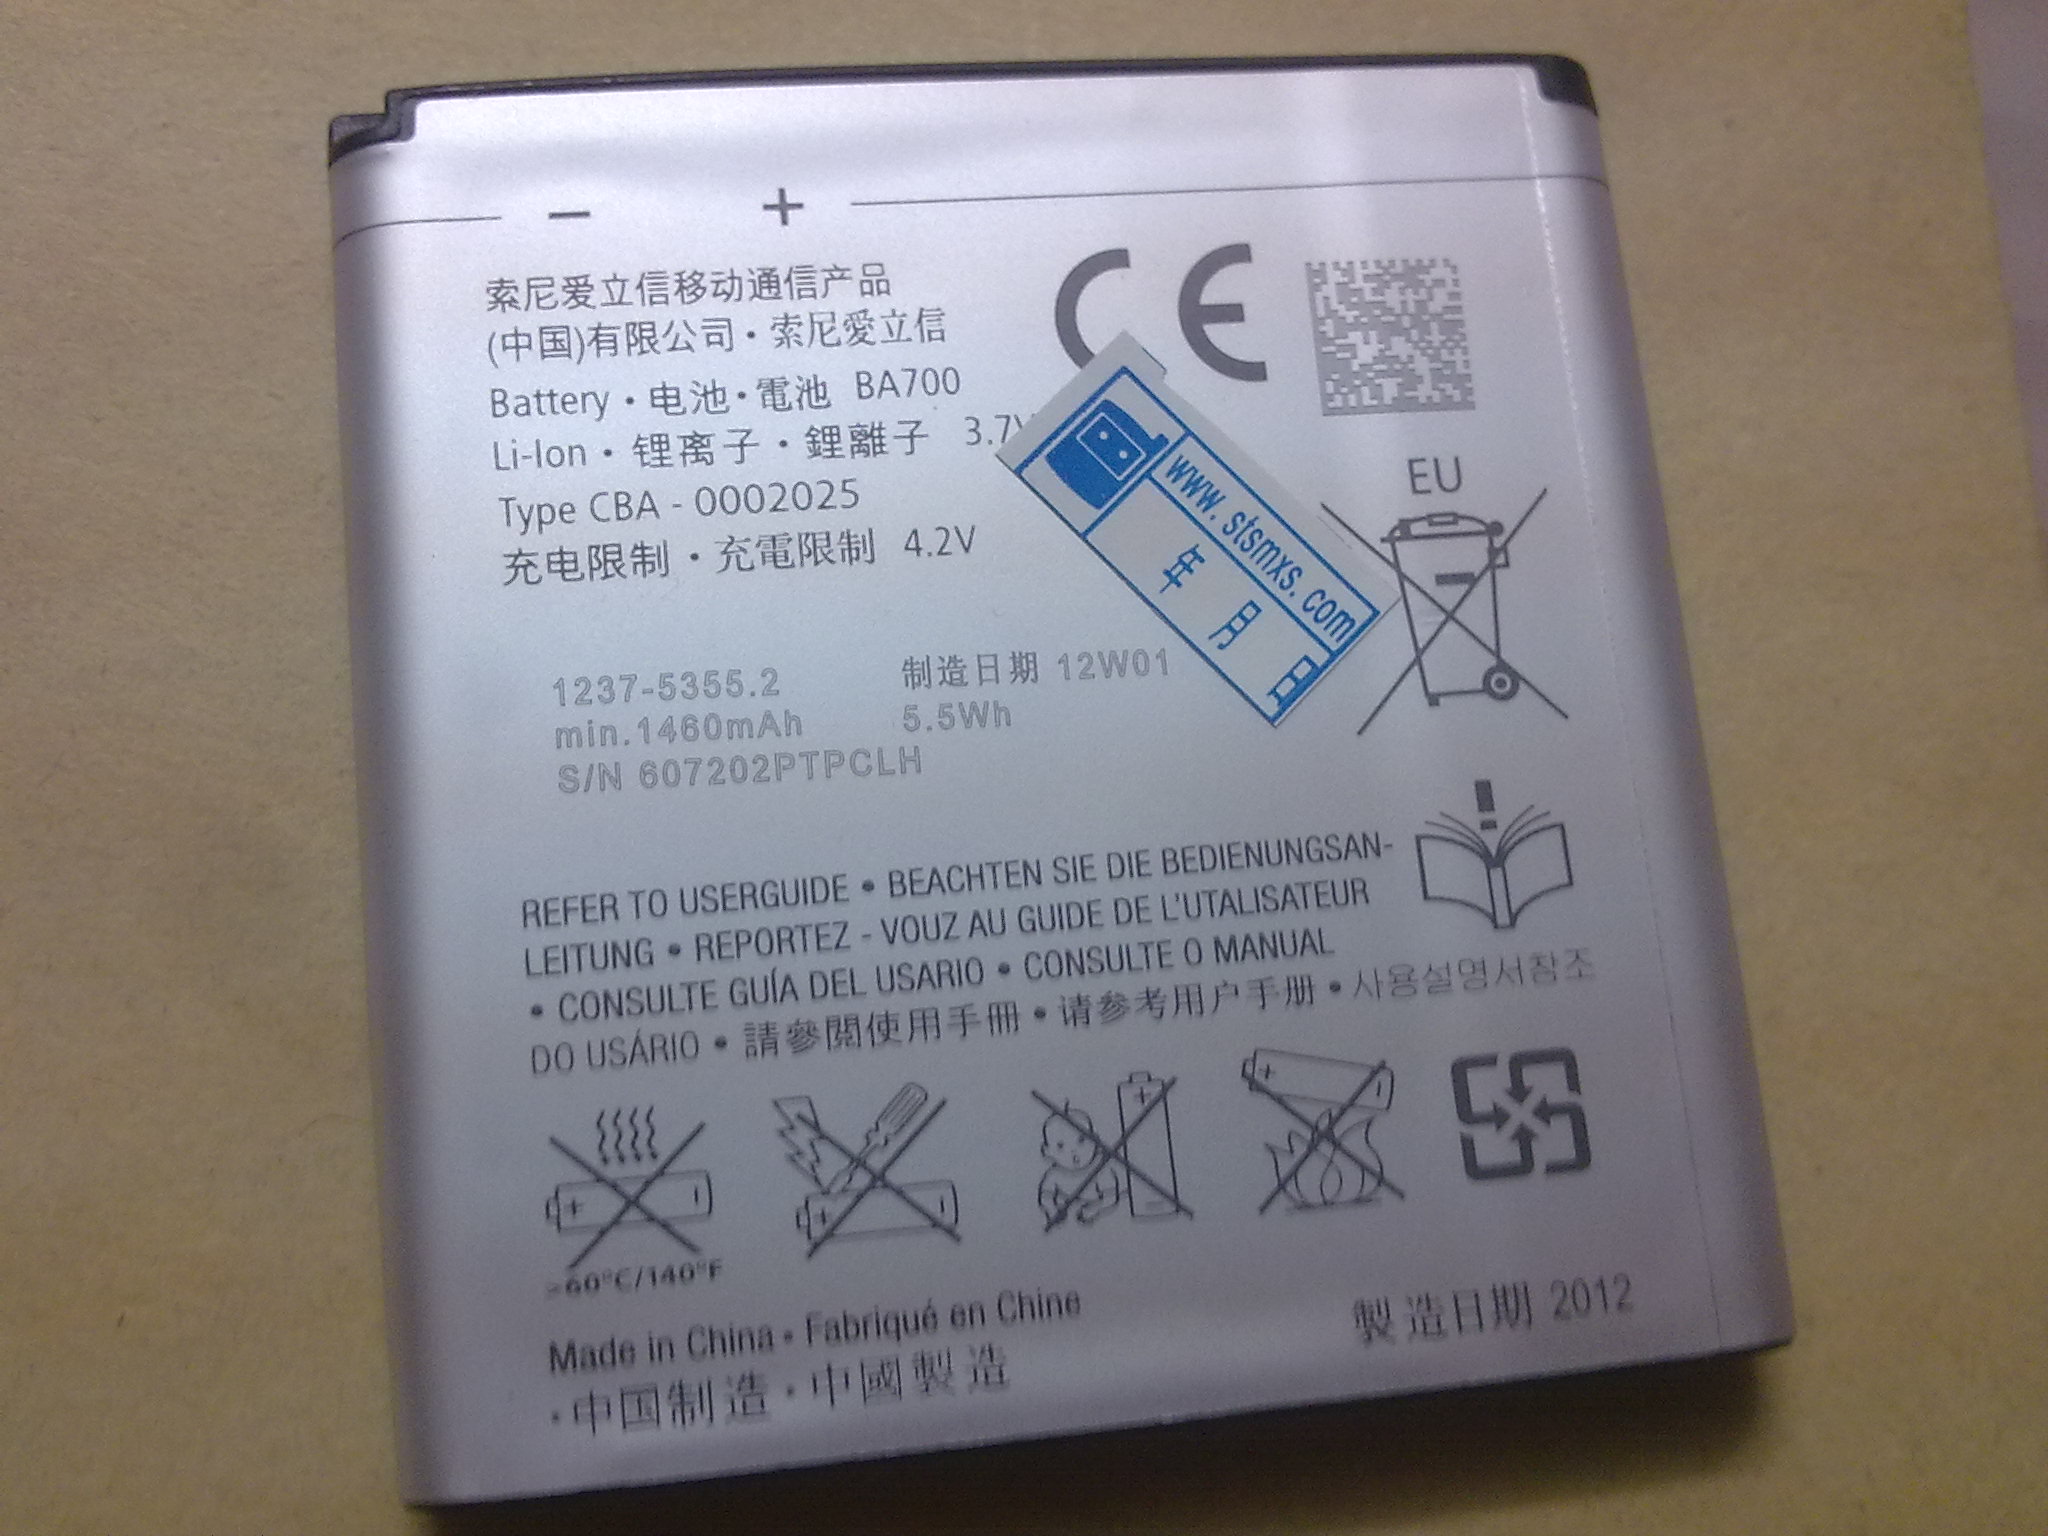 − +
索尼爱立信移动通信产品
(中国)有限公司・索尼愛立信
Battery・电池・電池 BA700
Li-Ion・锂离子・鋰離子 3.7V
Type CBA - 0002025
充电限制・充電限制 4.2V
CE
www.stsmxs.com
年 月 日
EU
1237-5355.2 制造日期 12W01
min.1460mAh 5.5Wh
S/N 607202PTPCLH
REFER TO USERGUIDE • BEACHTEN SIE DIE BEDIENUNGSAN-
LEITUNG • REPORTEZ - VOUZ AU GUIDE DE L'UTALISATEUR
• CONSULTE GUÍA DEL USARIO • CONSULTE O MANUAL
DO USÁRIO • 請參閱使用手冊 • 请参考用户手册 • 사용설명서참조
>60°C/140°F
Made in China • Fabriqué en Chine
・中国制造・中國製造
製造日期 2012